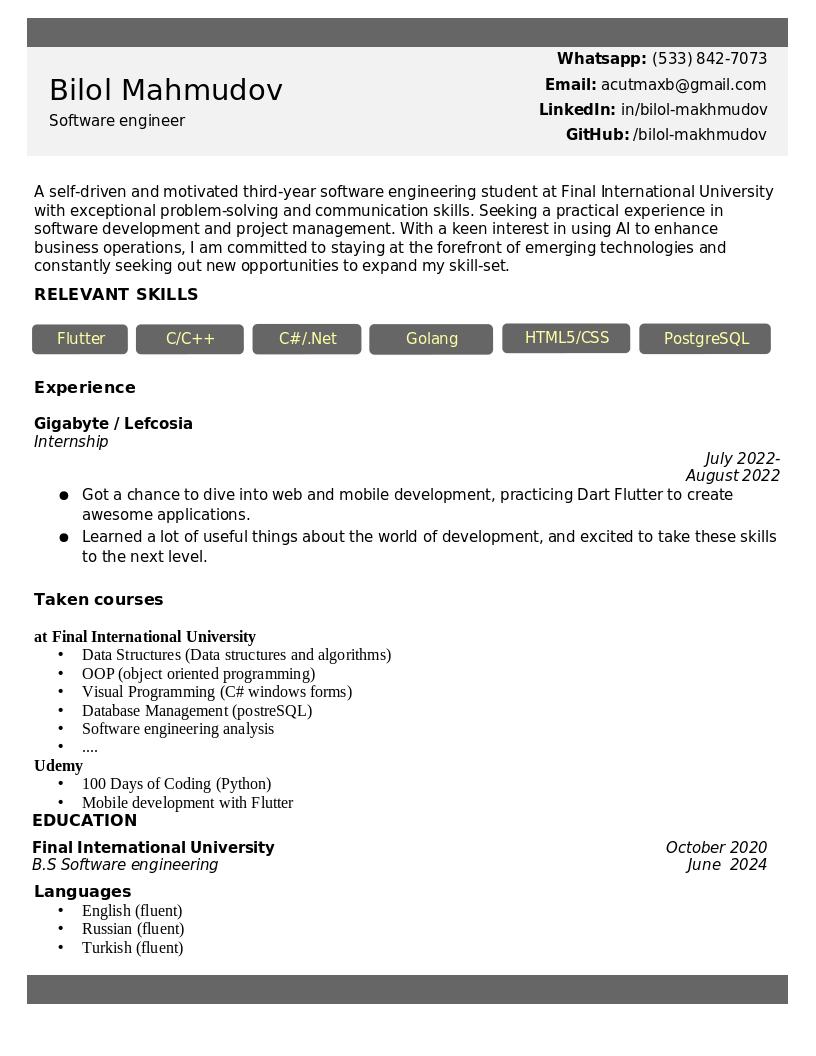 Bilol Mahmudov
Software engineer
Whatsapp: (533) 842-7073
Email: acutmaxb@gmail.com
LinkedIn: in/bilol-makhmudov
GitHub: /bilol-makhmudov
A self-driven and motivated third-year software engineering student at Final International University
with exceptional problem-solving and communication skills. Seeking a practical experience in
software development and project management. With a keen interest in using AI to enhance
business operations, I am committed to staying at the forefront of emerging technologies and
constantly seeking out new opportunities to expand my skill-set.
RELEVANT SKILLS
Flutter C/C++ C#/.Net Golang HTML5/CSS PostgreSQL
Experience
Gigabyte / Lefcosia
Internship
July 2022-
August 2022
● Got a chance to dive into web and mobile development, practicing Dart Flutter to create
awesome applications.
● Learned a lot of useful things about the world of development, and excited to take these skills
to the next level.
Taken courses
at Final International University
• Data Structures (Data structures and algorithms)
• OOP (object oriented programming)
• Visual Programming (C# windows forms)
• Database Management (postreSQL)
• Software engineering analysis
• ....
Udemy
• 100 Days of Coding (Python)
• Mobile development with Flutter
EDUCATION
Final International University October 2020
B.S Software engineering June 2024
Languages
• English (fluent)
• Russian (fluent)
• Turkish (fluent)